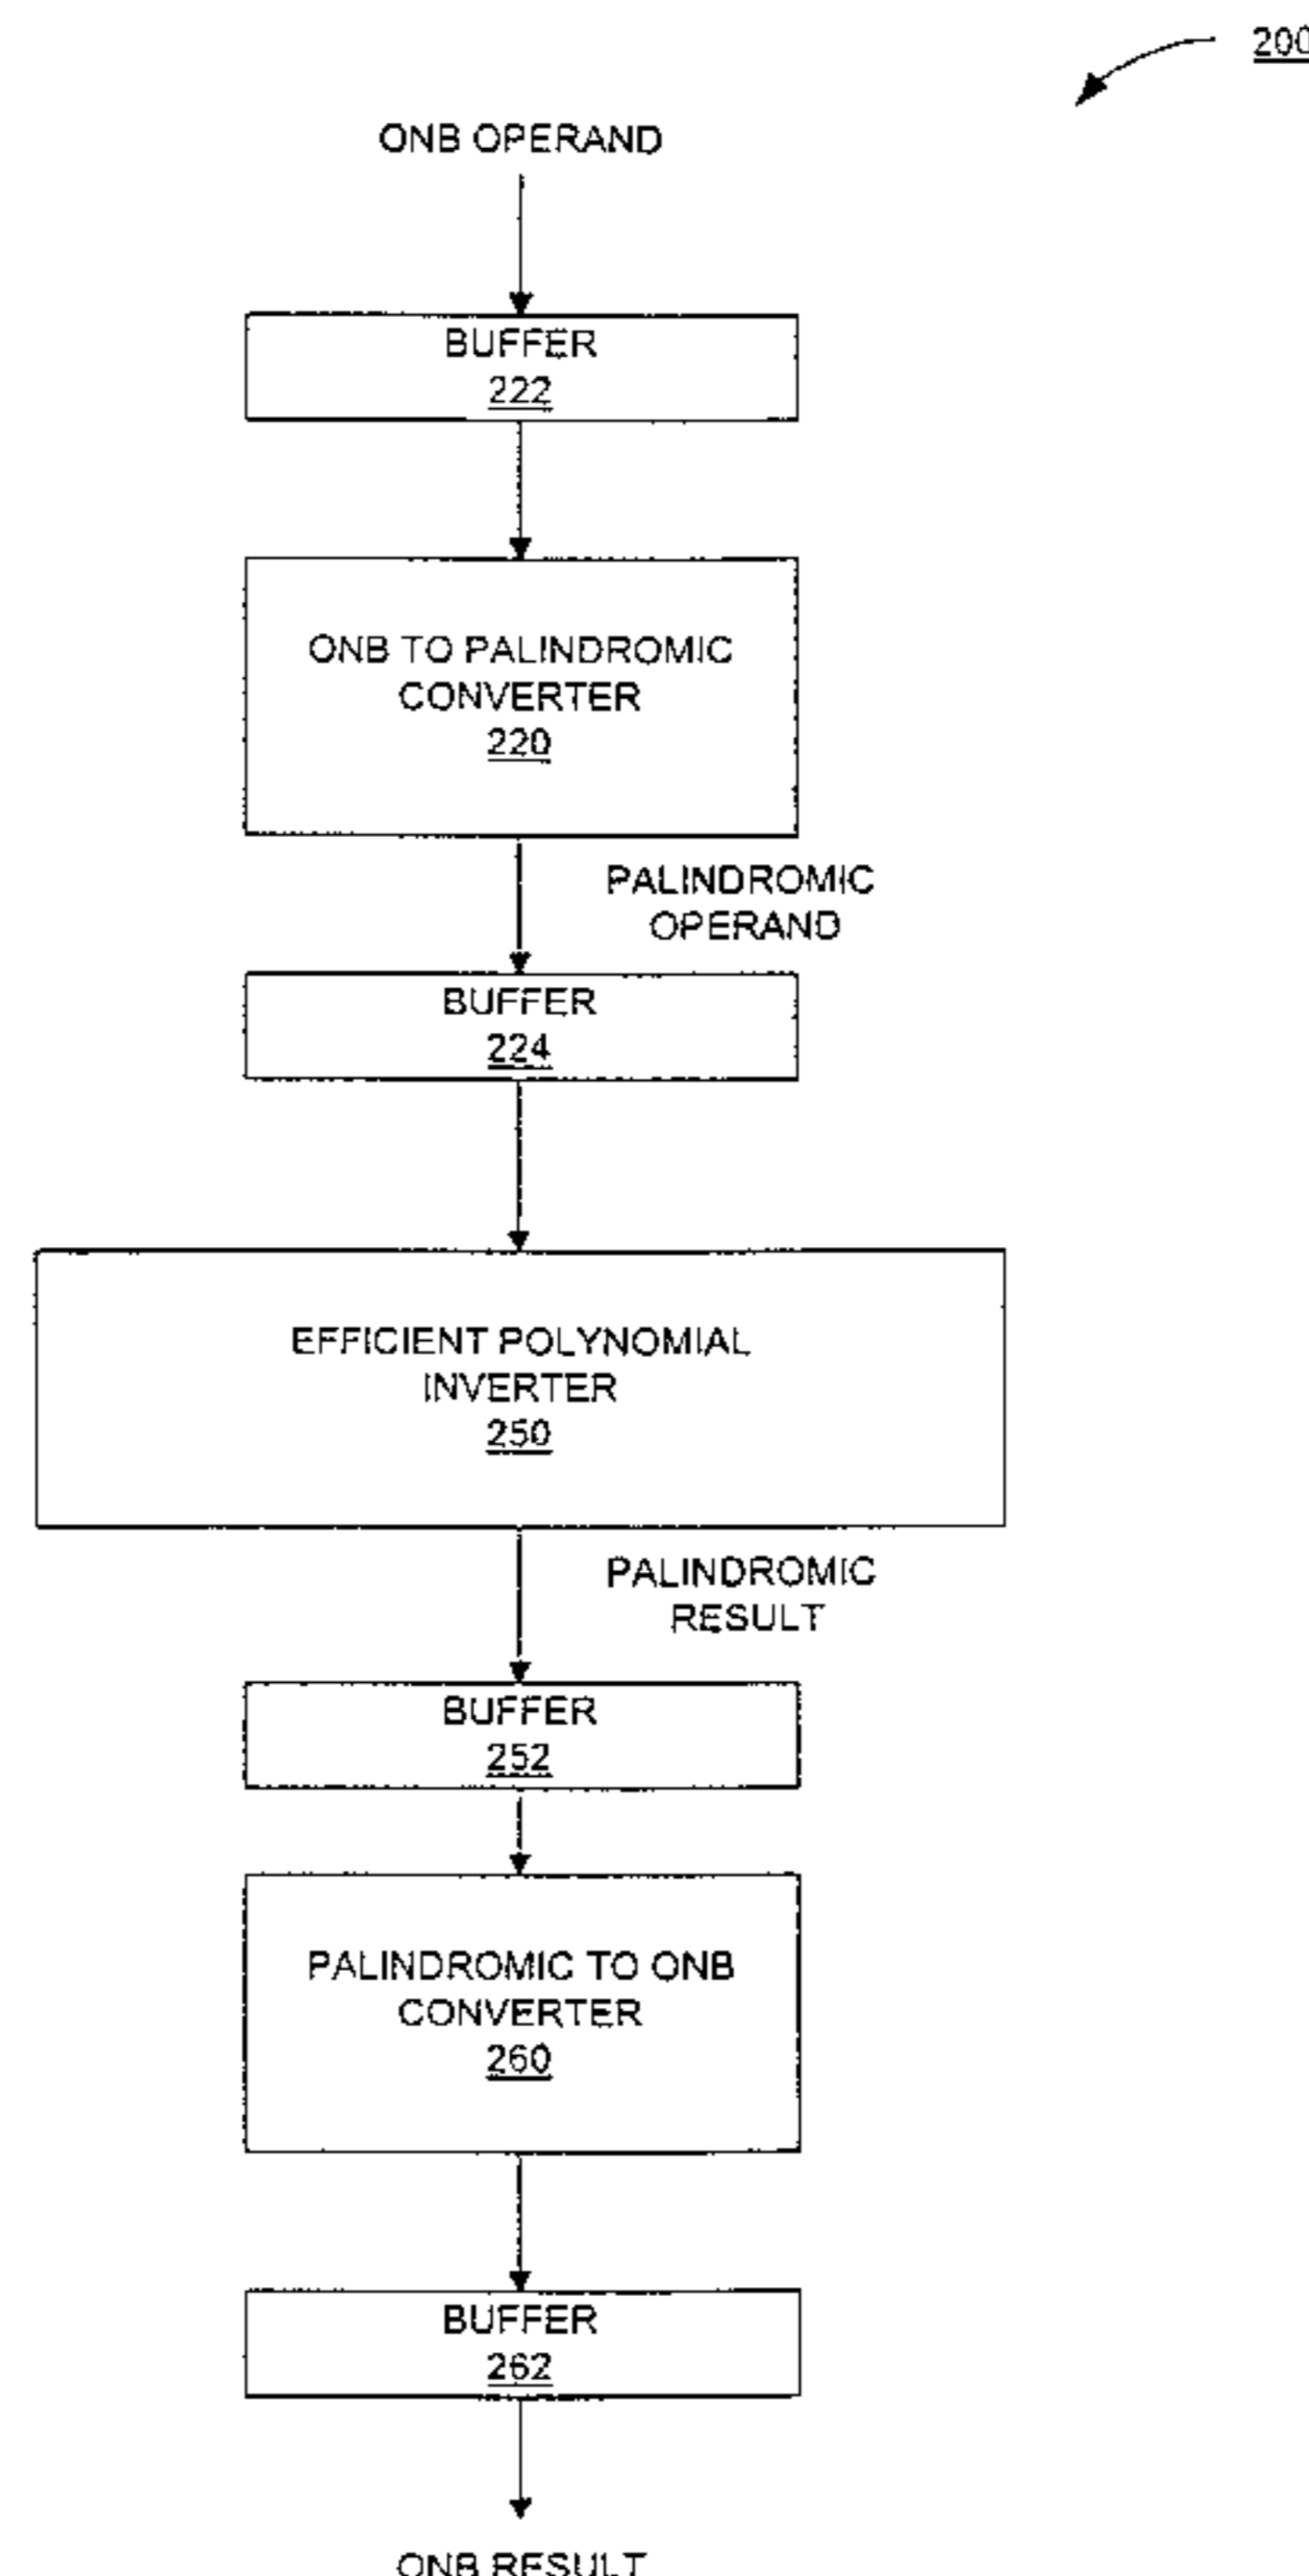 200
ONB OPERAND
BUFFER
222
ONB TO PALINDROMIC
CONVERTER
220
PALINDROMIC
OPERAND
BUFFER
224
EFFICIENT POLYNOMIAL
INVERTER
250
PALINDROMIC
RESULT
BUFFER
252
PALINDROMIC TO ONB
CONVERTER
260
BUFFER
262
ONB RESULT